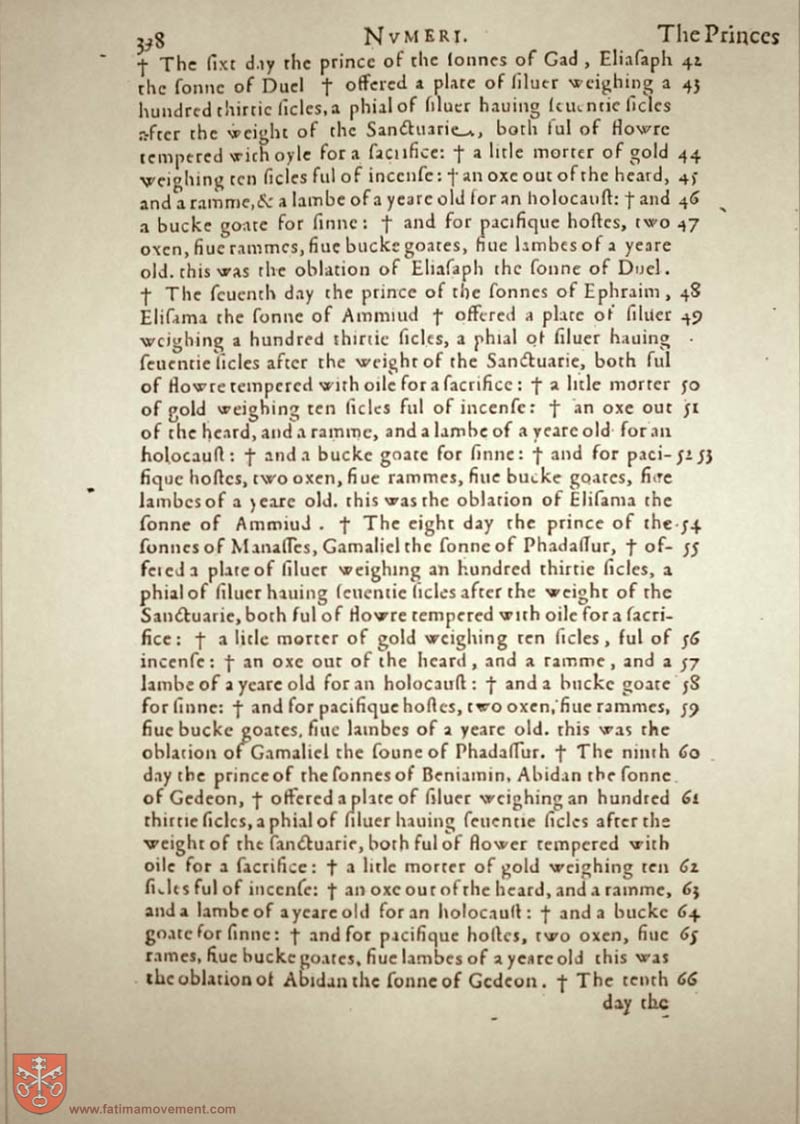 338 NVMERI. The Princes
† The ſixt day the prince of the ſonnes of Gad, Eliaſaph 42
the ſonne of Duel † offered a plate of ſiluer weighing a 43
hundred thirtie ſicles, a phial of ſiluer hauing ſeuentie ſicles
after the weight of the Sanctuarie, both ful of flowre
tempered with oyle for a ſacrifice: † a litle morter of gold 44
weighing ten ſicles ful of incenſe: † an oxe out of the heard, 45
and a ramme, & a lambe of a yeare old for an holocauſt: † and 46
a bucke goate for ſinne: † and for pacifique hoſtes, two 47
oxen, fiue rammes, fiue bucke goates, fiue lambes of a yeare
old. this was the oblation of Eliaſaph the ſonne of Duel.
† The ſeuenth day the prince of the ſonnes of Ephraim, 48
Eliſama the ſonne of Ammiud † offered a plate of ſiluer 49
weighing a hundred thirtie ſicles, a phial of ſiluer hauing
ſeuentie ſicles after the weight of the Sanctuarie, both ful
of flowre tempered with oile for a ſacrifice: † a litle morter 50
of gold weighing ten ſicles ful of incenſe: † an oxe out 51
of the heard, and a ramme, and a lambe of a yeare old for an
holocauſt: † and a bucke goate for ſinne: † and for paci- 52 53
fique hoſtes, two oxen, fiue rammes, fiue bucke goates, fiue
lambes of a yeare old. this was the oblation of Eliſama the
ſonne of Ammiud. † The eight day the prince of the 54
ſonnes of Manaſſes, Gamaliel the ſonne of Phadaſſur, † of- 55
fered a plate of ſiluer weighing an hundred thirtie ſicles, a
phial of ſiluer hauing ſeuentie ſicles after the weight of the
Sanctuarie, both ful of flowre tempered with oile for a ſacri-
fice: † a litle morter of gold weighing ten ſicles, ful of 56
incenſe: † an oxe out of the heard, and a ramme, and a 57
lambe of a yeare old for an holocauſt: † and a bucke goate 58
for ſinne: † and for pacifique hoſtes, two oxen, fiue rammes, 59
fiue bucke goates, fiue lambes of a yeare old. this was the
oblation of Gamaliel the ſoune of Phadaſſur. † The ninth 60
day the prince of the ſonnes of Beniamin, Abidan the ſonne
of Gedeon, † offered a plate of ſiluer weighing an hundred 61
thirtie ſicles, a phial of ſiluer hauing ſeuentie ſicles after the
weight of the ſanctuarie, both ful of flower tempered with
oile for a ſacrifice: † a litle morter of gold weighing ten 62
ſicles ful of incenſe: † an oxe out of the heard, and a ramme, 63
and a lambe of a yeare old for an holocauſt: † and a bucke 64
goate for ſinne: † and for pacifique hoſtes, two oxen, fiue 65
rames, fiue bucke goates, fiue lambes of a yeare old this was
the oblation of Abidan the ſonne of Gedeon. † The tenth 66
day the
www.fatimamovement.com